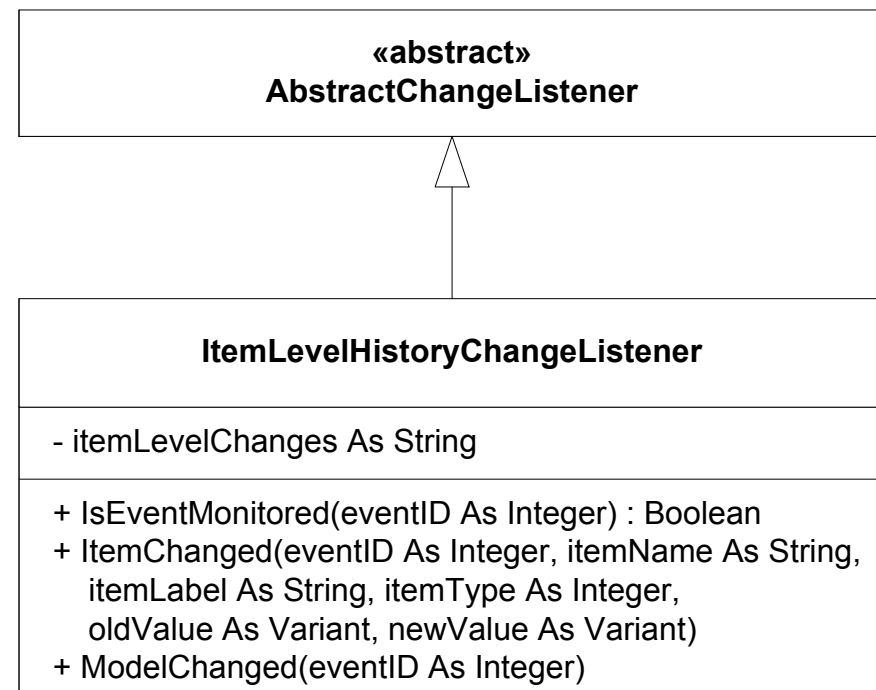 «abstract»
AbstractChangeListener
ItemLevelHistoryChangeListener
- itemLevelChanges As String
+ IsEventMonitored(eventID As Integer) : Boolean
+ ItemChanged(eventID As Integer, itemName As String,
itemLabel As String, itemType As Integer,
oldValue As Variant, newValue As Variant)
+ ModelChanged(eventID As Integer)